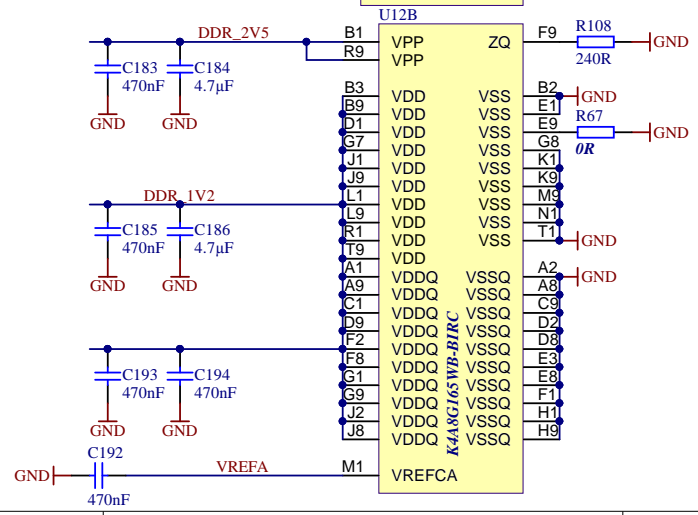 U12B
DDR_2V5 B1 VPP ZQ F9 R108 GND
R9 VPP 240R
C183 C184
470nF 4.7µF
GND GND
B3 VDD VSS B2 GND
B9 VDD VSS E1
D1 VDD VSS E9 R67 GND
0R
G7 VDD VSS G8
J1 VDD VSS K1
J9 VDD VSS K9
DDR_1V2 L1 VDD VSS M9
L9 VDD VSS N1
R1 VDD VSS T1 GND
T9 VDD
C185 C186
470nF 4.7µF
GND GND
A1 VDDQ VSSQ A2 GND
A9 VDDQ VSSQ A8
C1 VDDQ VSSQ C9
D9 VDDQ VSSQ D2
F2 VDDQ VSSQ D8
F8 VDDQ VSSQ E3
G1 VDDQ VSSQ E8
G9 VDDQ VSSQ F1
J2 VDDQ VSSQ H1
J8 VDDQ VSSQ H9
K4A8G165WB-BIRC
C193 C194
470nF 470nF
GND GND
C192
GND VREFA M1 VREFCA
470nF